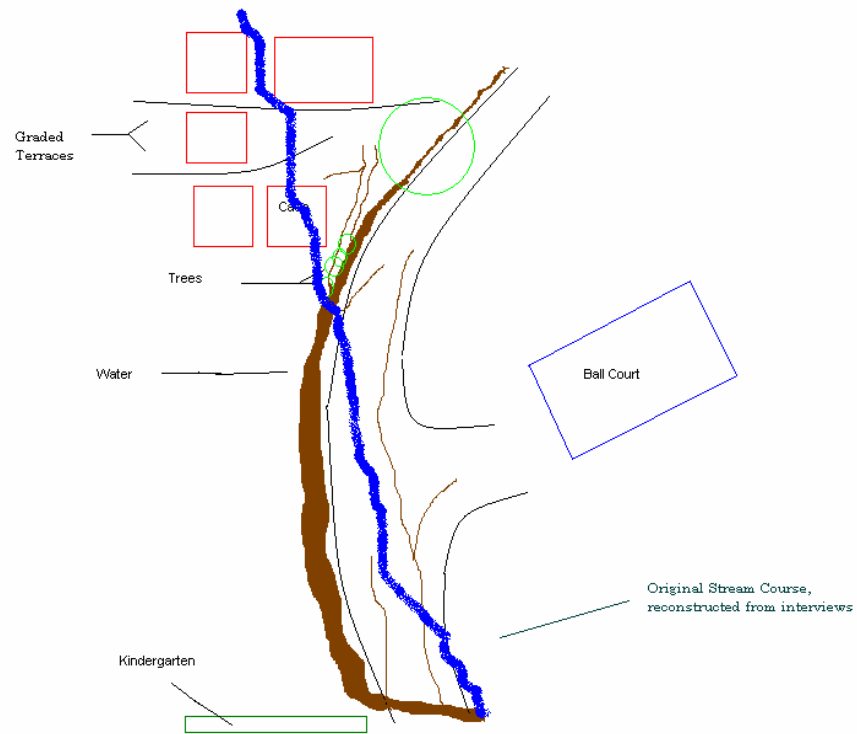 Graded
Terraces
Trees
Water
Ball Court
Original Stream Course,
reconstructed from interviews
Kindergarten